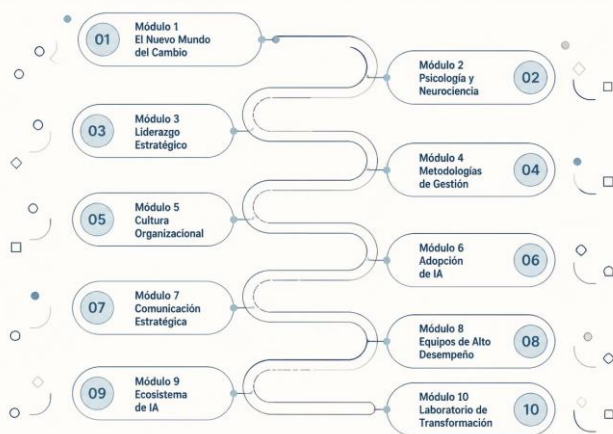 01
Módulo 1
El Nuevo Mundo
del Cambio
Módulo 2
Psicología y
Neurociencia
02
03
Módulo 3
Liderazgo
Estratégico
Módulo 4
Metodologías
de Gestión
04
05
Módulo 5
Cultura
Organizacional
Módulo 6
Adopción
de IA
06
07
Módulo 7
Comunicación
Estratégica
Módulo 8
Equipos de Alto
Desempeño
08
09
Módulo 9
Ecosistema
de IA
Módulo 10
Laboratorio de
Transformación
10